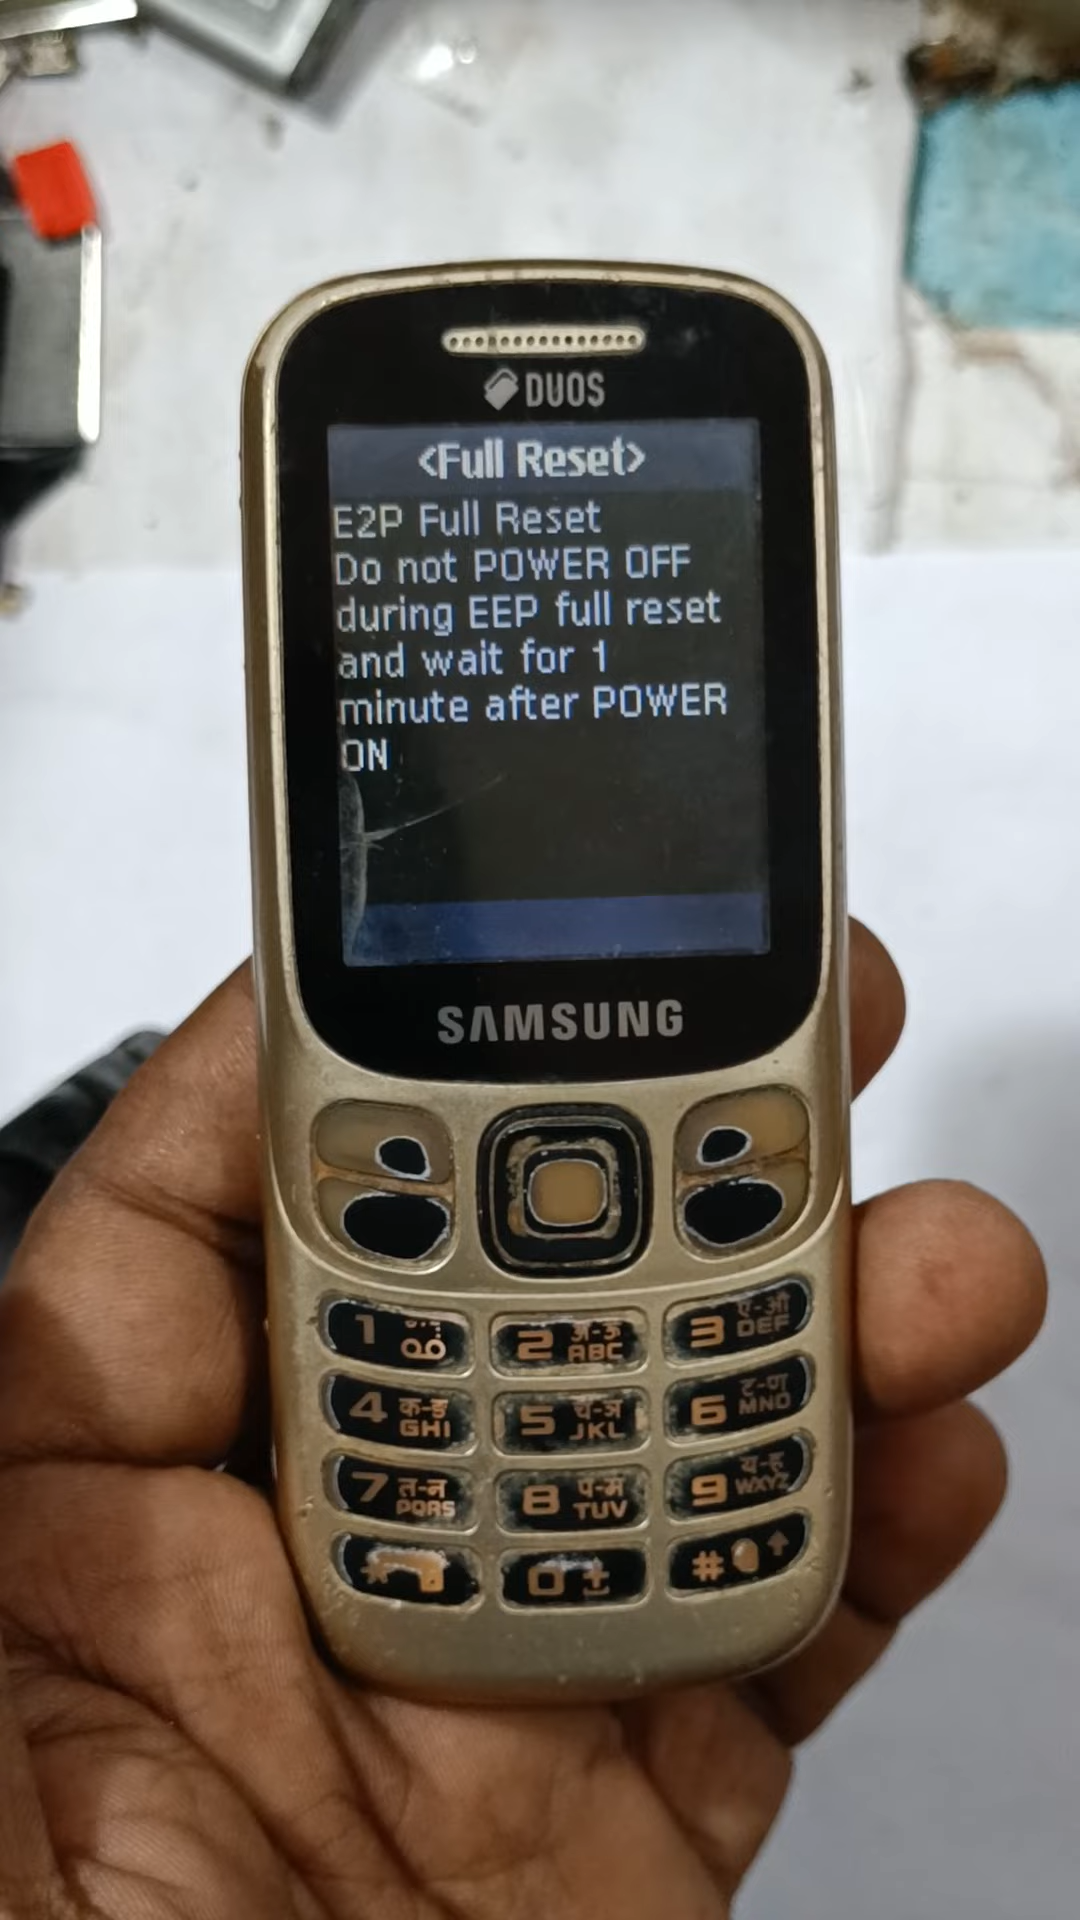 DUOS
<Full Reset>
E2P Full Reset
Do not POWER OFF
during EEP full reset
and wait for 1
minute after POWER
ON
SAMSUNG
1
2 अ-ऊ ABC
3 ए-औ DEF
4 क-ङ GHI
5 च-ञ JKL
6 ट-ण MNO
7 त-न PQRS
8 प-म TUV
9 य-ह WXYZ
*
0 +
#